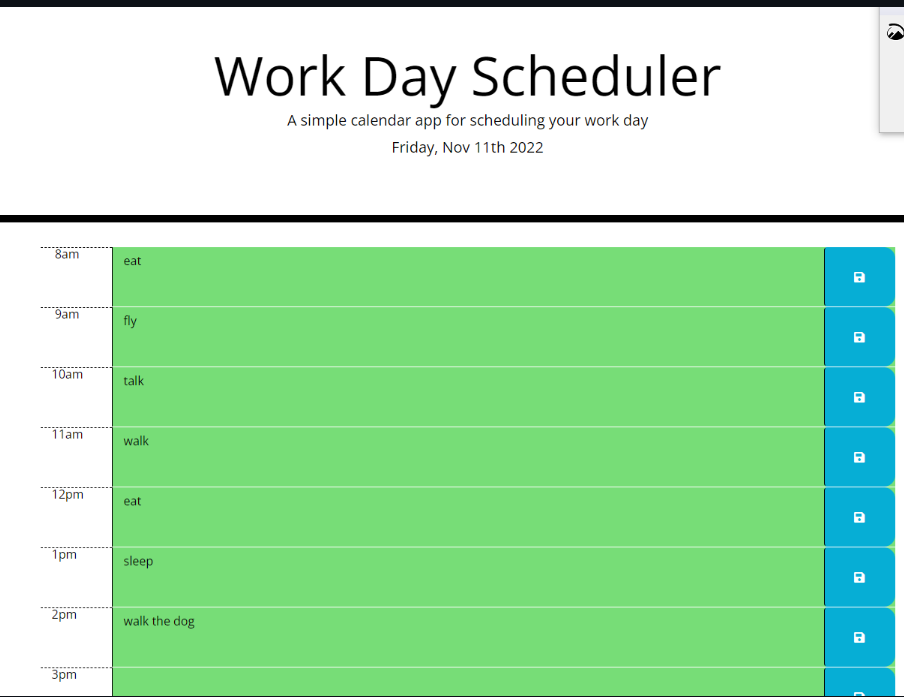 Work Day Scheduler
A simple calendar app for scheduling your work day
Friday, Nov 11th 2022
8am
eat
9am
fly
10am
talk
11am
walk
12pm
eat
1pm
sleep
2pm
walk the dog
3pm